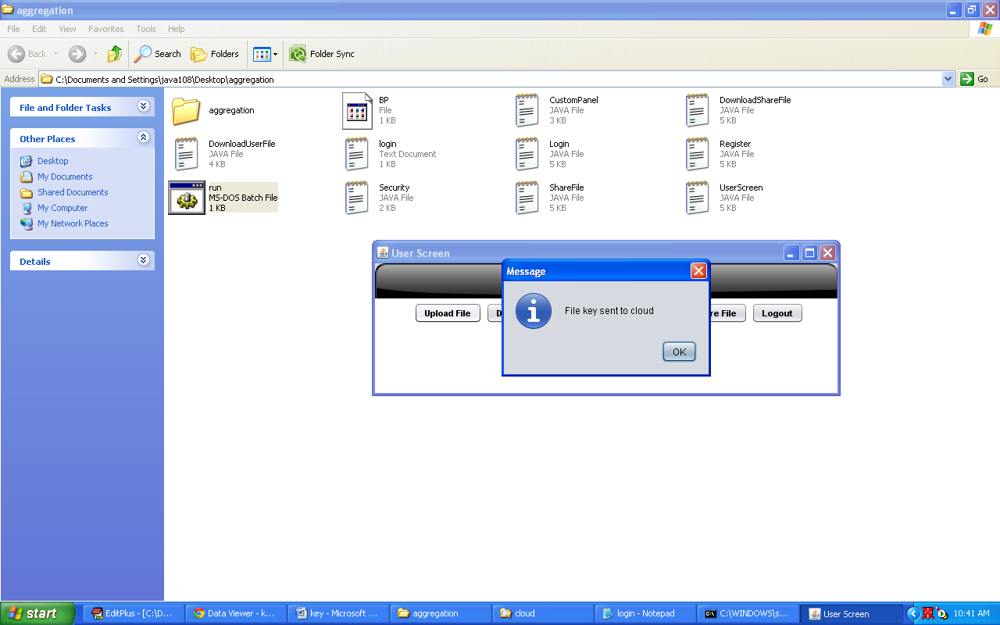 aggregation
File Edit View Favorites Tools Help
Back Search Folders Folder Sync
Address C:\Documents and Settings\java108\Desktop\aggregation Go
File and Folder Tasks
Other Places
Desktop
My Documents
Shared Documents
My Computer
My Network Places
Details
aggregation
BP
File
1 KB
CustomPanel
JAVA File
3 KB
DownloadShareFile
JAVA File
5 KB
DownloadUserFile
JAVA File
4 KB
login
Text Document
1 KB
Login
JAVA File
5 KB
Register
JAVA File
5 KB
run
MS-DOS Batch File
1 KB
Security
JAVA File
2 KB
ShareFile
JAVA File
5 KB
UserScreen
JAVA File
5 KB
User Screen
Message
File key sent to cloud
OK
Upload File D re File Logout
start EditPlus - [C:\D... Data Viewer - k... key - Microsoft ... aggregation cloud login - Notepad C:\WINDOWS\s... User Screen 10:41 AM